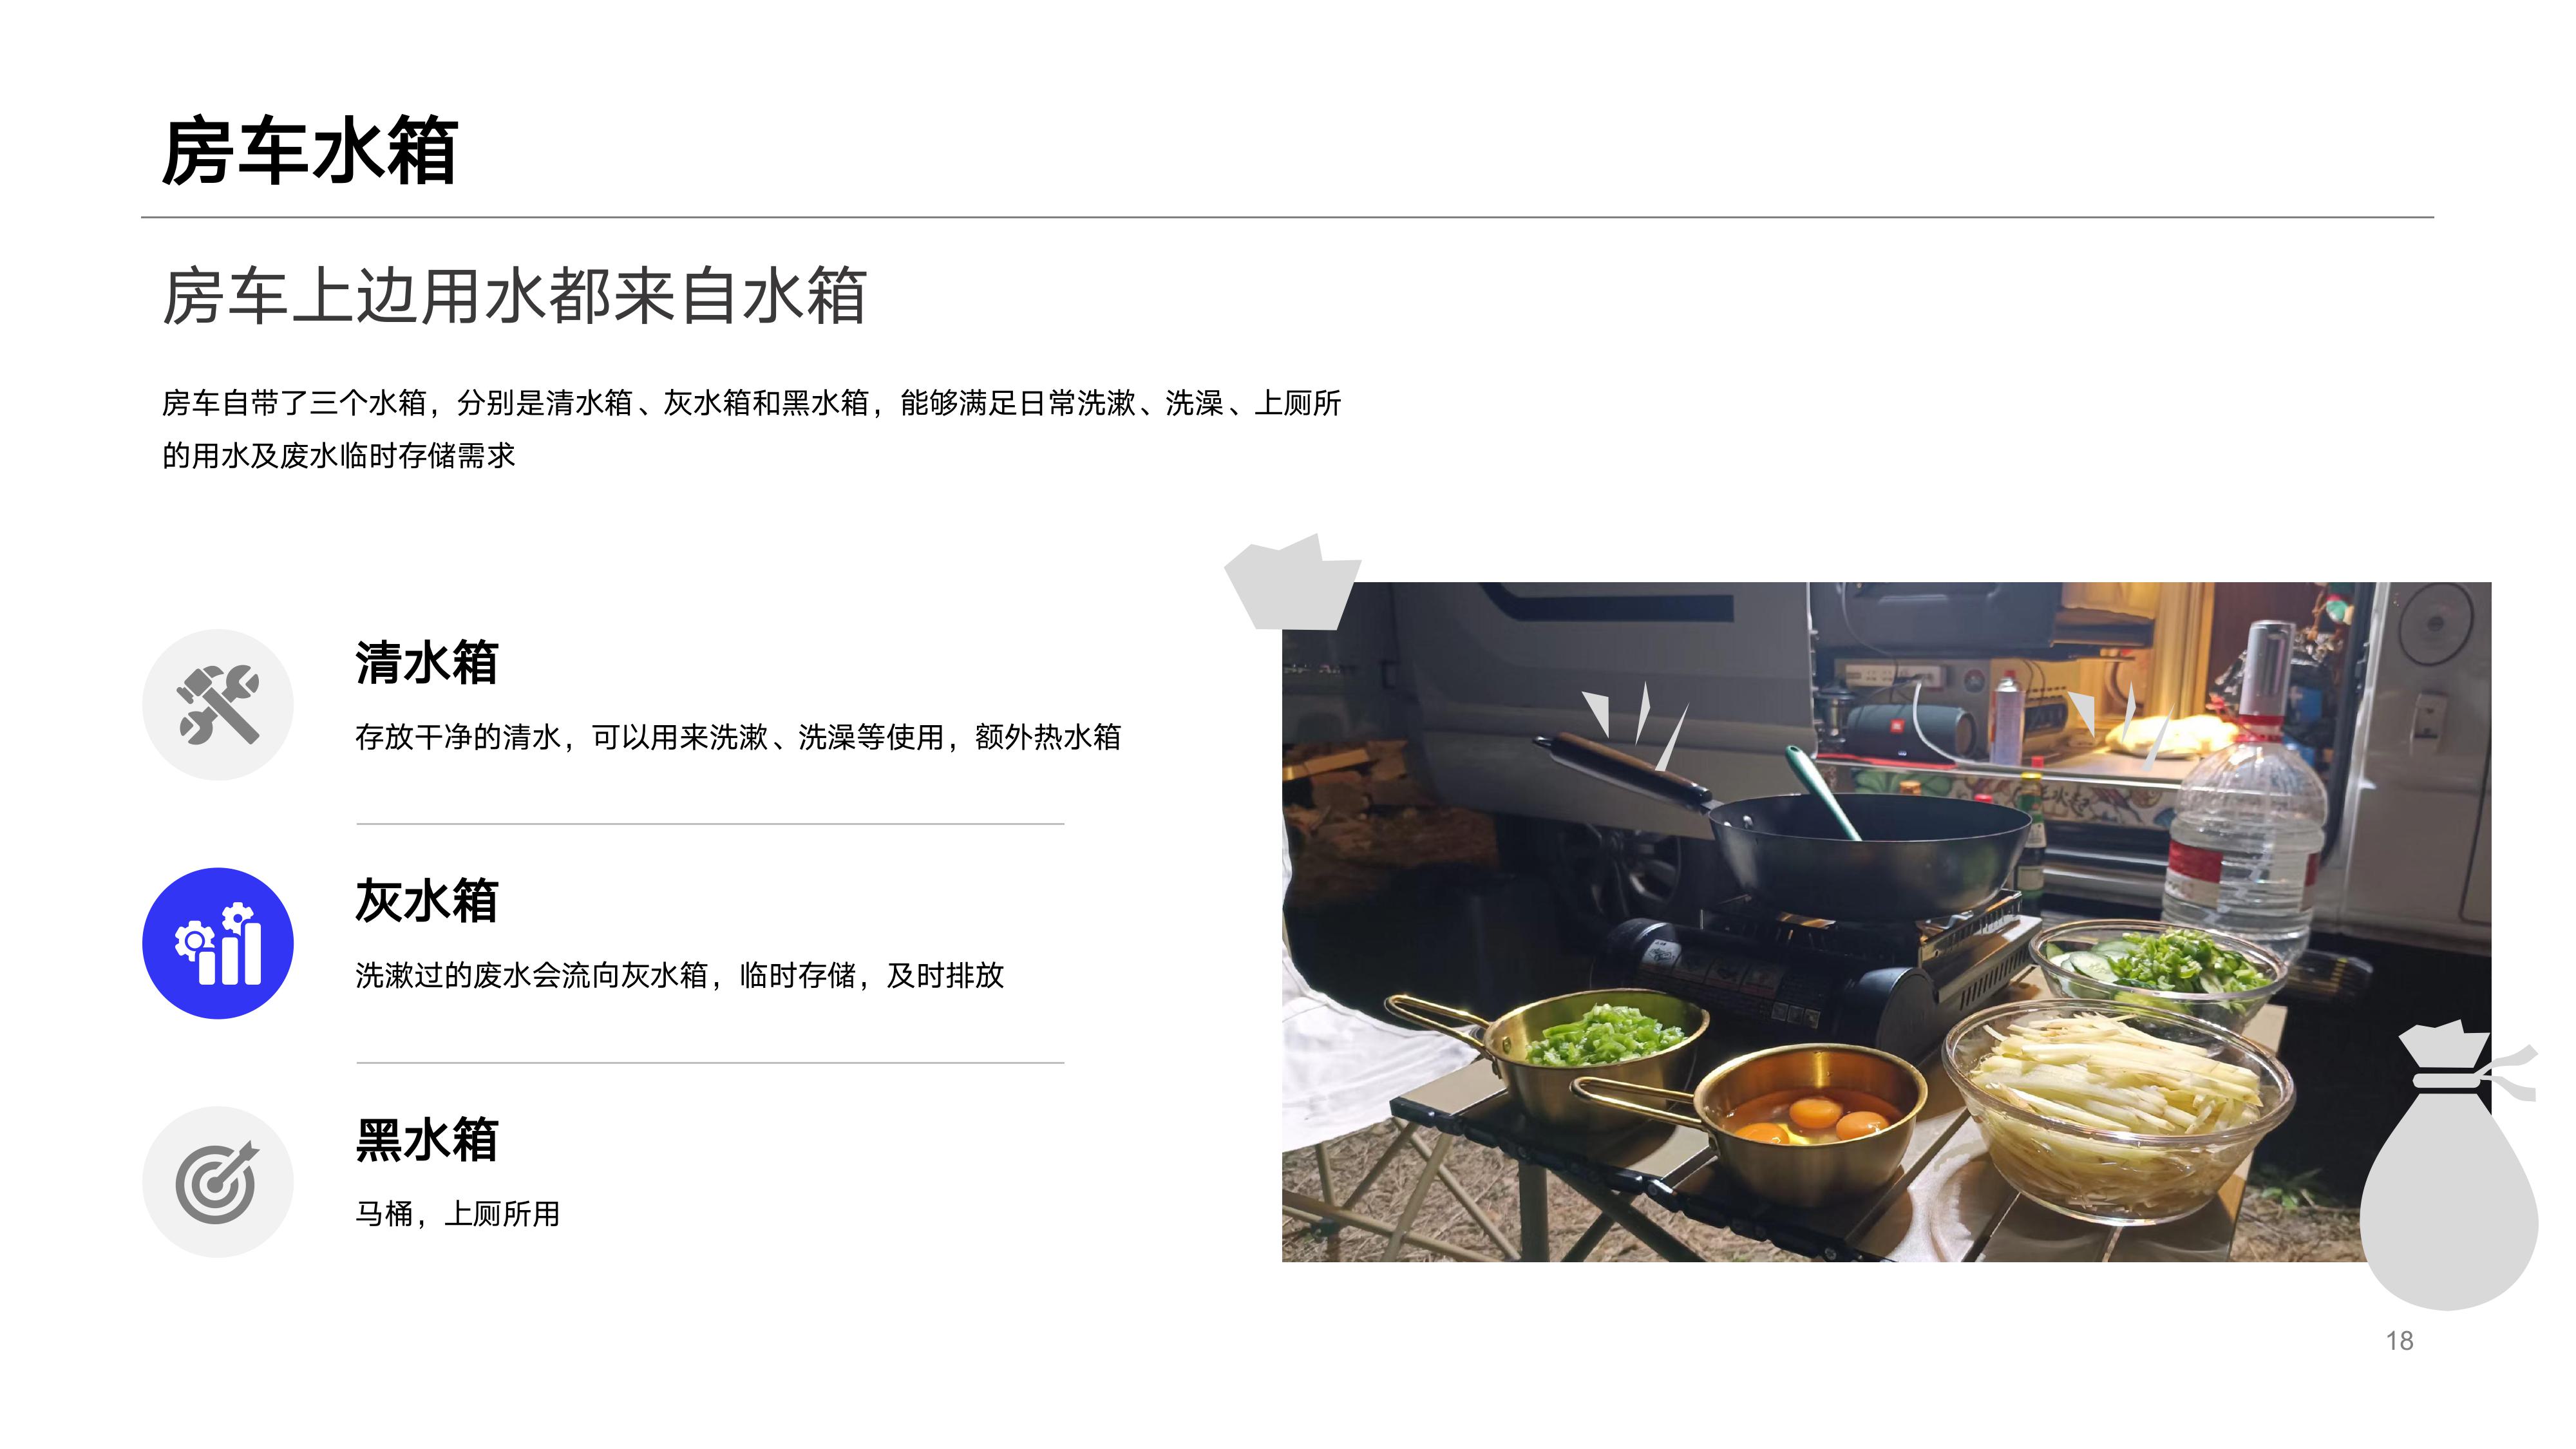 房车水箱
房车上边用水都来自水箱
房车自带了三个水箱，分别是清水箱、灰水箱和黑水箱，能够满足日常洗漱、洗澡、上厕所
的用水及废水临时存储需求
清水箱
存放干净的清水，可以用来洗漱、洗澡等使用，额外热水箱
灰水箱
洗漱过的废水会流向灰水箱，临时存储，及时排放
黑水箱
马桶，上厕所用
18